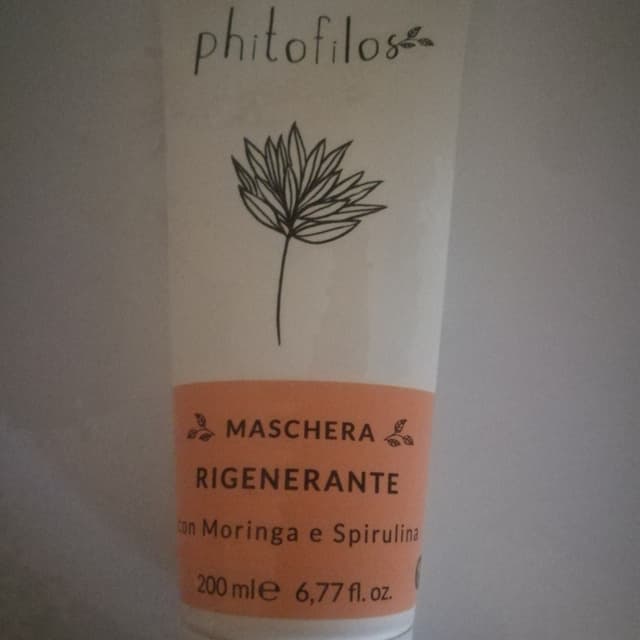 phitofilos
MASCHERA
RIGENERANTE
con Moringa e Spirulina
200 ml℮ 6,77 fl. oz.